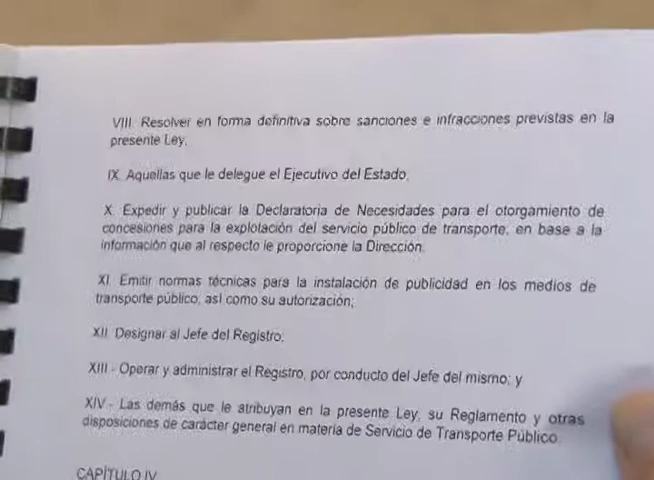 VIII. Resolver en forma definitiva sobre sanciones e infracciones previstas en la
presente Ley.
IX. Aquellas que le delegue el Ejecutivo del Estado.
X. Expedir y publicar la Declaratoria de Necesidades para el otorgamiento de
concesiones para la explotación del servicio público de transporte, en base a la
información que al respecto le proporcione la Dirección.
XI. Emitir normas técnicas para la instalación de publicidad en los medios de
transporte público, así como su autorización;
XII. Designar al Jefe del Registro;
XIII.- Operar y administrar el Registro, por conducto del Jefe del mismo; y
XIV.- Las demás que le atribuyan en la presente Ley, su Reglamento y otras
disposiciones de carácter general en materia de Servicio de Transporte Público.
CAPÍTULO IV